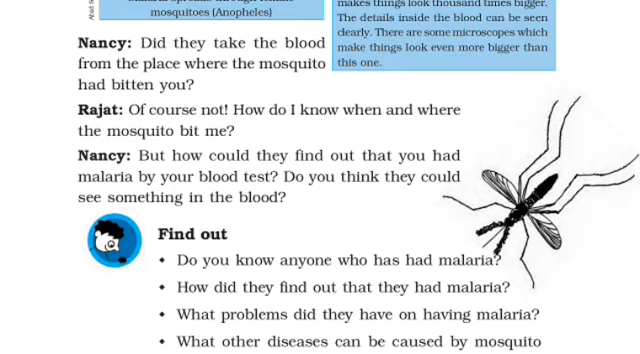 mosquitoes (Anopheles)
makes things look thousand times bigger.
The details inside the blood can be seen
clearly. There are some microscopes which
make things look even more bigger than
this one.
Nancy: Did they take the blood
from the place where the mosquito
had bitten you?
Rajat: Of course not! How do I know when and where
the mosquito bit me?
Nancy: But how could they find out that you had
malaria by your blood test? Do you think they could
see something in the blood?
Find out
• Do you know anyone who has had malaria?
• How did they find out that they had malaria?
• What problems did they have on having malaria?
• What other diseases can be caused by mosquito